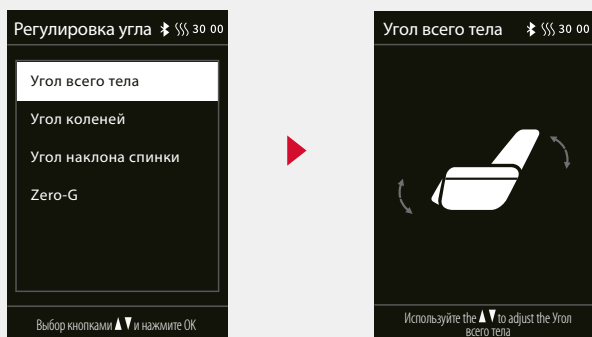 Регулировка угла 30 00
Угол всего тела
Угол коленей
Угол наклона спинки
Zero-G
Выбор кнопками ▲▼ и нажмите OK
Угол всего тела 30 00
Используйте the ▲▼ to adjust the Угол
всего тела